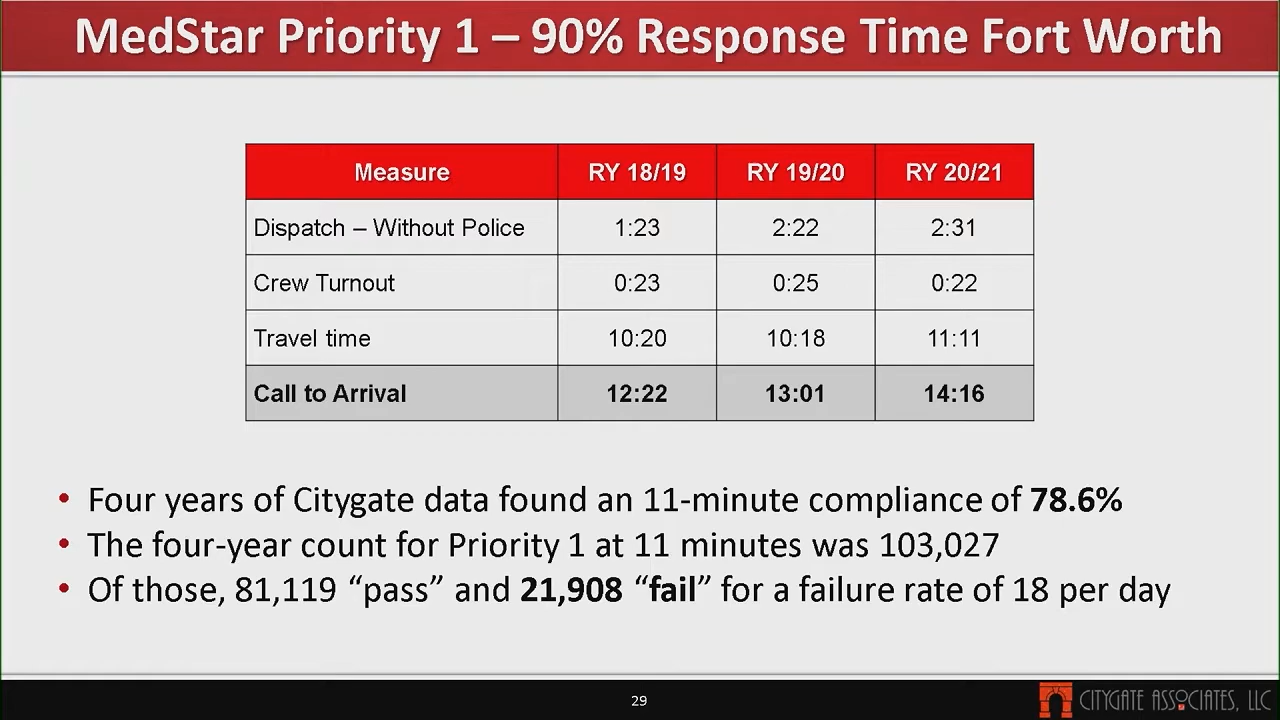 MedStar Priority 1 – 90% Response Time Fort Worth
Measure RY 18/19 RY 19/20 RY 20/21
Dispatch – Without Police 1:23 2:22 2:31
Crew Turnout 0:23 0:25 0:22
Travel time 10:20 10:18 11:11
Call to Arrival 12:22 13:01 14:16
• Four years of Citygate data found an 11-minute compliance of 78.6%
• The four-year count for Priority 1 at 11 minutes was 103,027
• Of those, 81,119 “pass” and 21,908 “fail” for a failure rate of 18 per day
29
CITYGATE ASSOCIATES, LLC